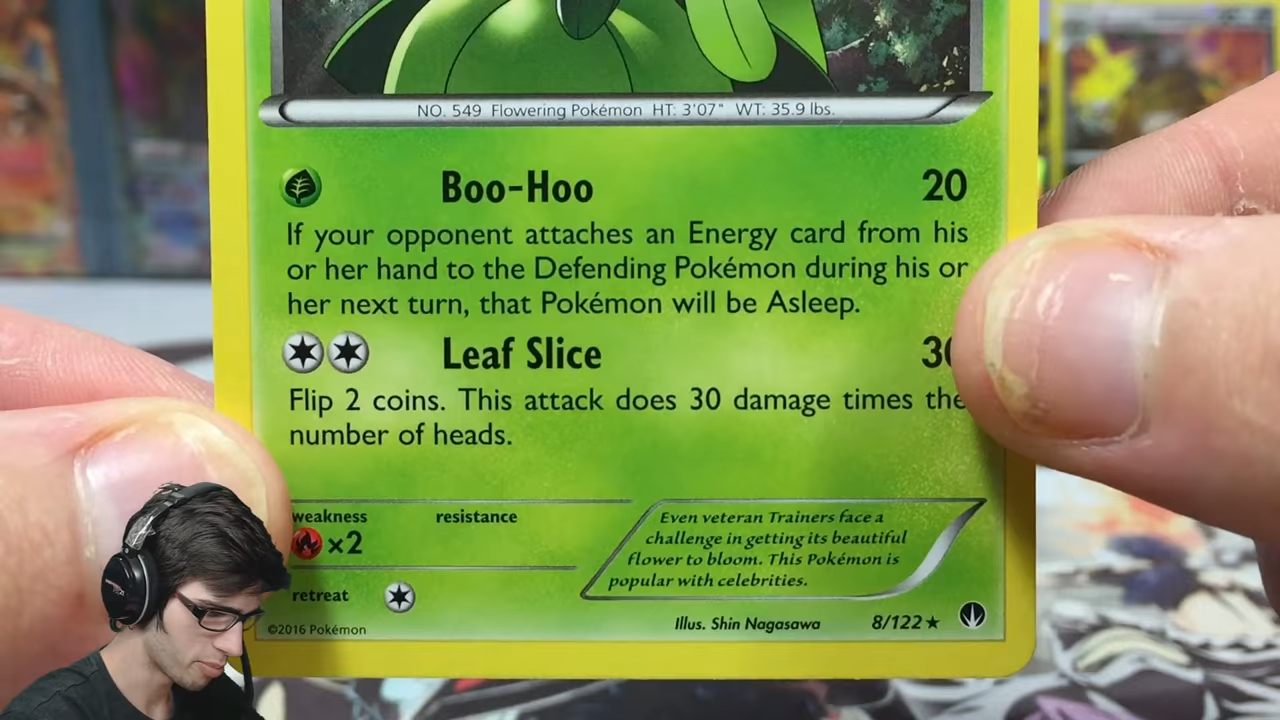 NO. 549 Flowering Pokémon HT: 3'07" WT: 35.9 lbs.
Boo-Hoo 20
If your opponent attaches an Energy card from his
or her hand to the Defending Pokémon during his or
her next turn, that Pokémon will be Asleep.
Leaf Slice 30
Flip 2 coins. This attack does 30 damage times the
number of heads.
weakness resistance
×2
Even veteran Trainers face a
challenge in getting its beautiful
flower to bloom. This Pokémon is
popular with celebrities.
retreat
©2016 Pokémon
Illus. Shin Nagasawa 8/122★